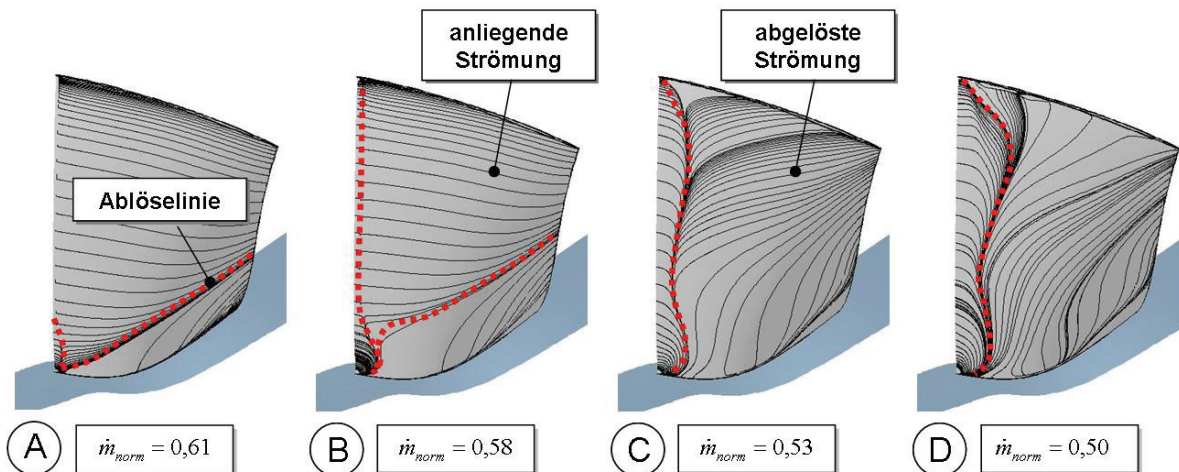 anliegende
Strömung
abgelöste
Strömung
Ablöselinie
A
ṁnorm = 0,61
B
ṁnorm = 0,58
C
ṁnorm = 0,53
D
ṁnorm = 0,50